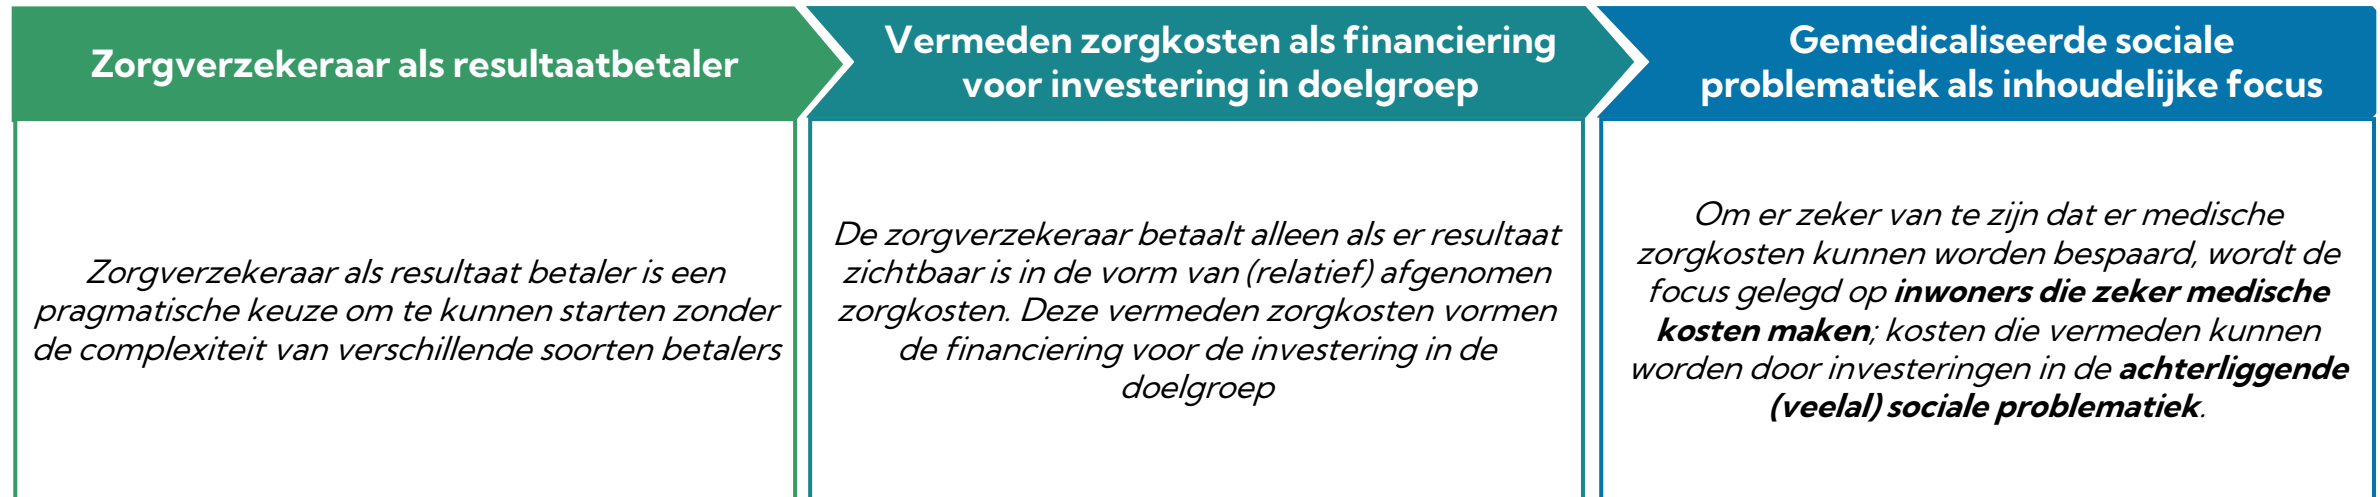 Zorgverzekeraar als resultaatbetaler
Zorgverzekeraar als resultaat betaler is een
pragmatische keuze om te kunnen starten zonder
de complexiteit van verschillende soorten betalers
Vermeden zorgkosten als financiering
voor investering in doelgroep
De zorgverzekeraar betaalt alleen als er resultaat
zichtbaar is in de vorm van (relatief) afgenomen
zorgkosten. Deze vermeden zorgkosten vormen
de financiering voor de investering in de
doelgroep
Gemedicaliseerde sociale
problematiek als inhoudelijke focus
Om er zeker van te zijn dat er medische
zorgkosten kunnen worden bespaard, wordt de
focus gelegd op inwoners die zeker medische
kosten maken; kosten die vermeden kunnen
worden door investeringen in de achterliggende
(veelal) sociale problematiek.